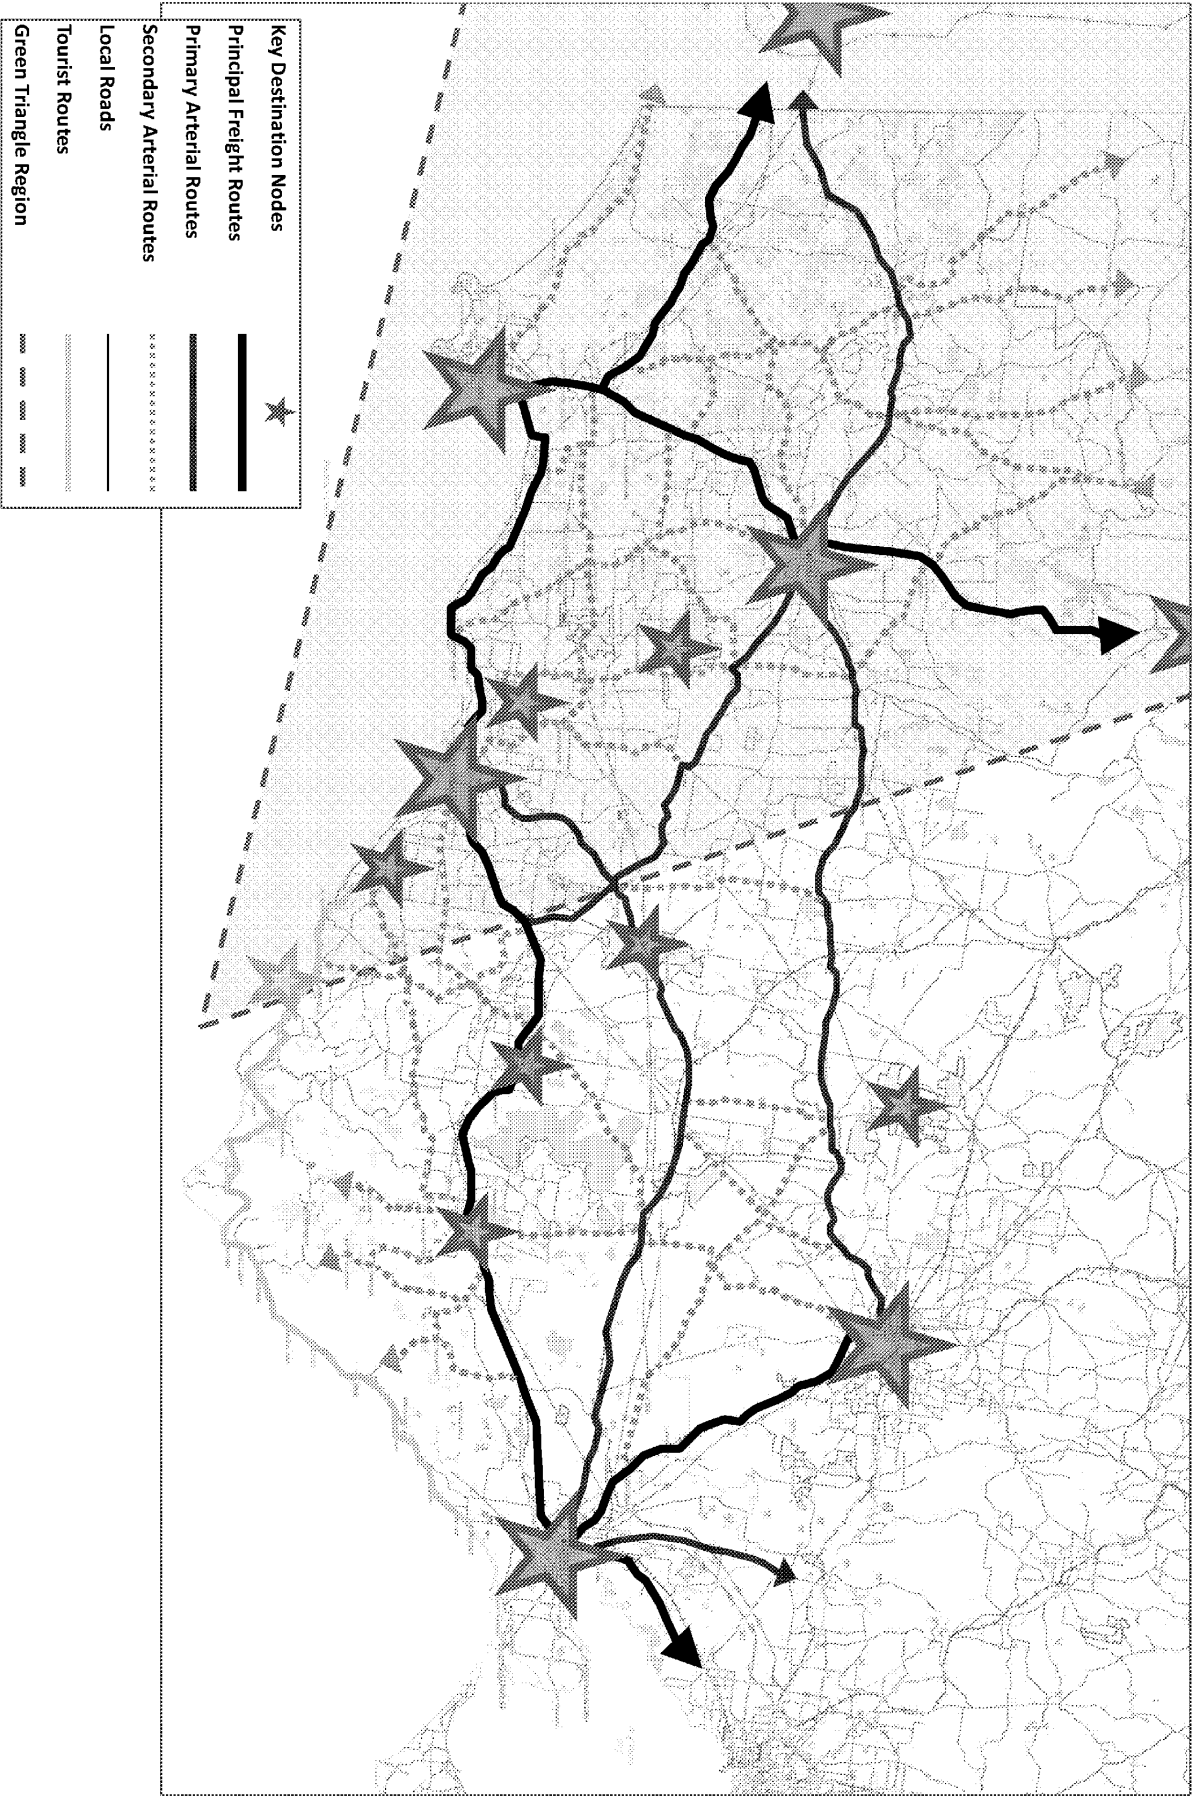 Key Destination Nodes
Principal Freight Routes
Primary Arterial Routes
Secondary Arterial Routes
Local Roads
Tourist Routes
Green Triangle Region